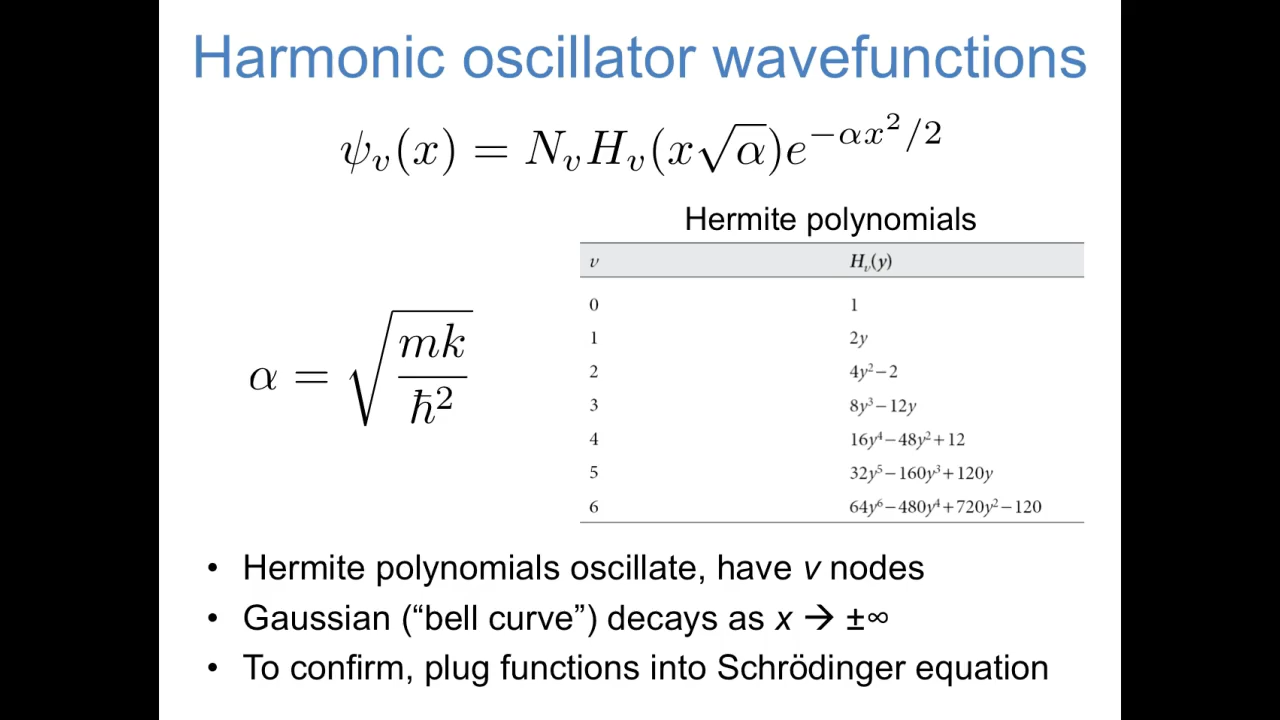 Harmonic oscillator wavefunctions
ψ_v(x) = N_v H_v(x√α)e^{−αx²/2}
Hermite polynomials
υ H_υ(y)
0 1
1 2y
2 4y²−2
3 8y³−12y
4 16y⁴−48y²+12
5 32y⁵−160y³+120y
6 64y⁶−480y⁴+720y²−120
α = √(mk/ħ²)
• Hermite polynomials oscillate, have v nodes
• Gaussian (“bell curve”) decays as x → ±∞
• To confirm, plug functions into Schrödinger equation